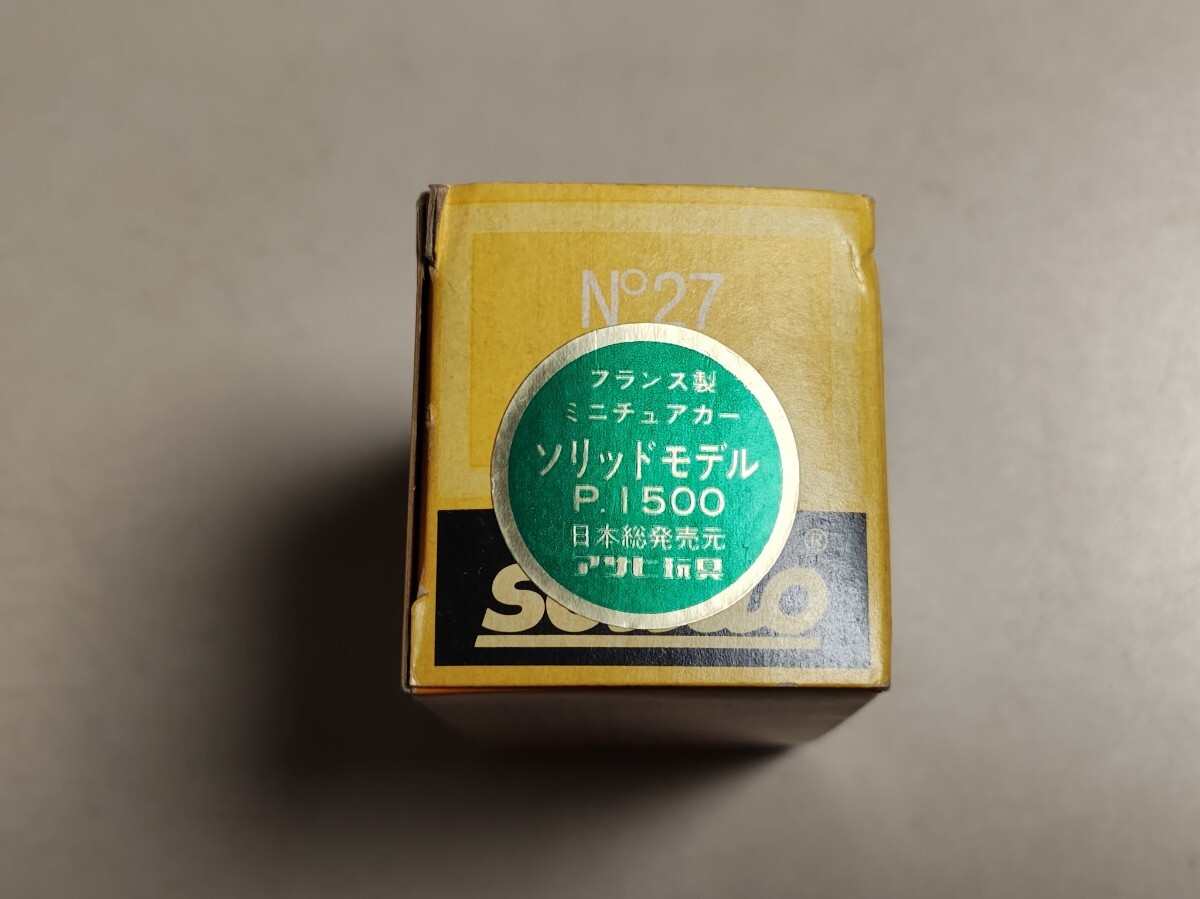 N°27
フランス製
ミニチュアカー
ソリッドモデル
P.1500
日本総発売元
アサヒ玩具
®